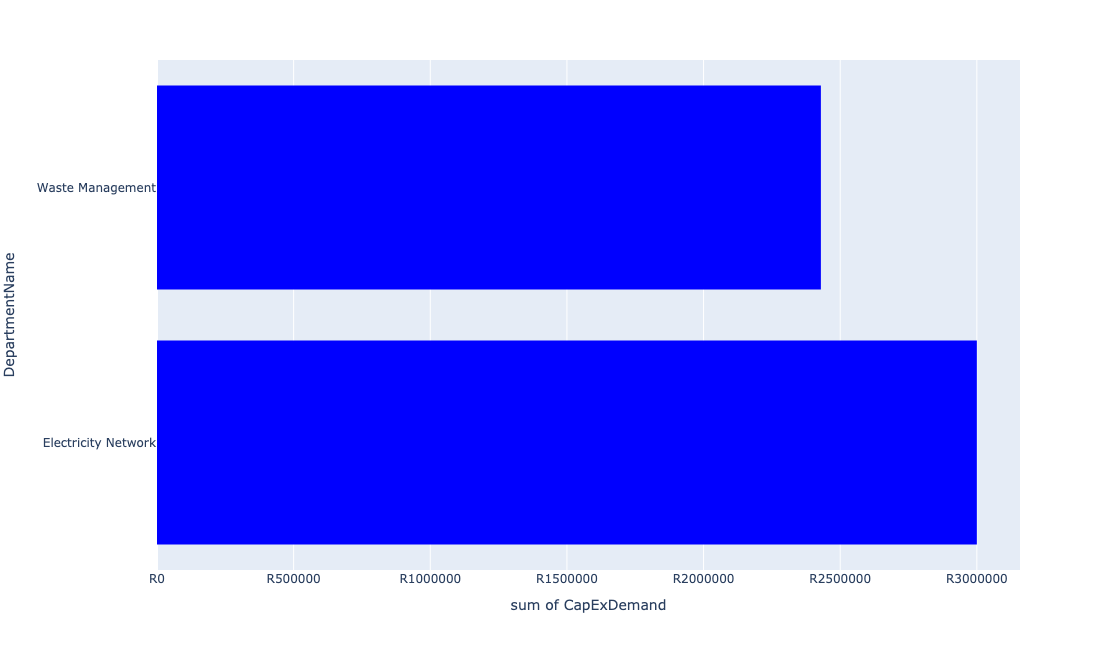 Waste Management
DepartmentName
Electricity Network
R0 R500000 R1000000 R1500000 R2000000 R2500000 R3000000
sum of CapExDemand